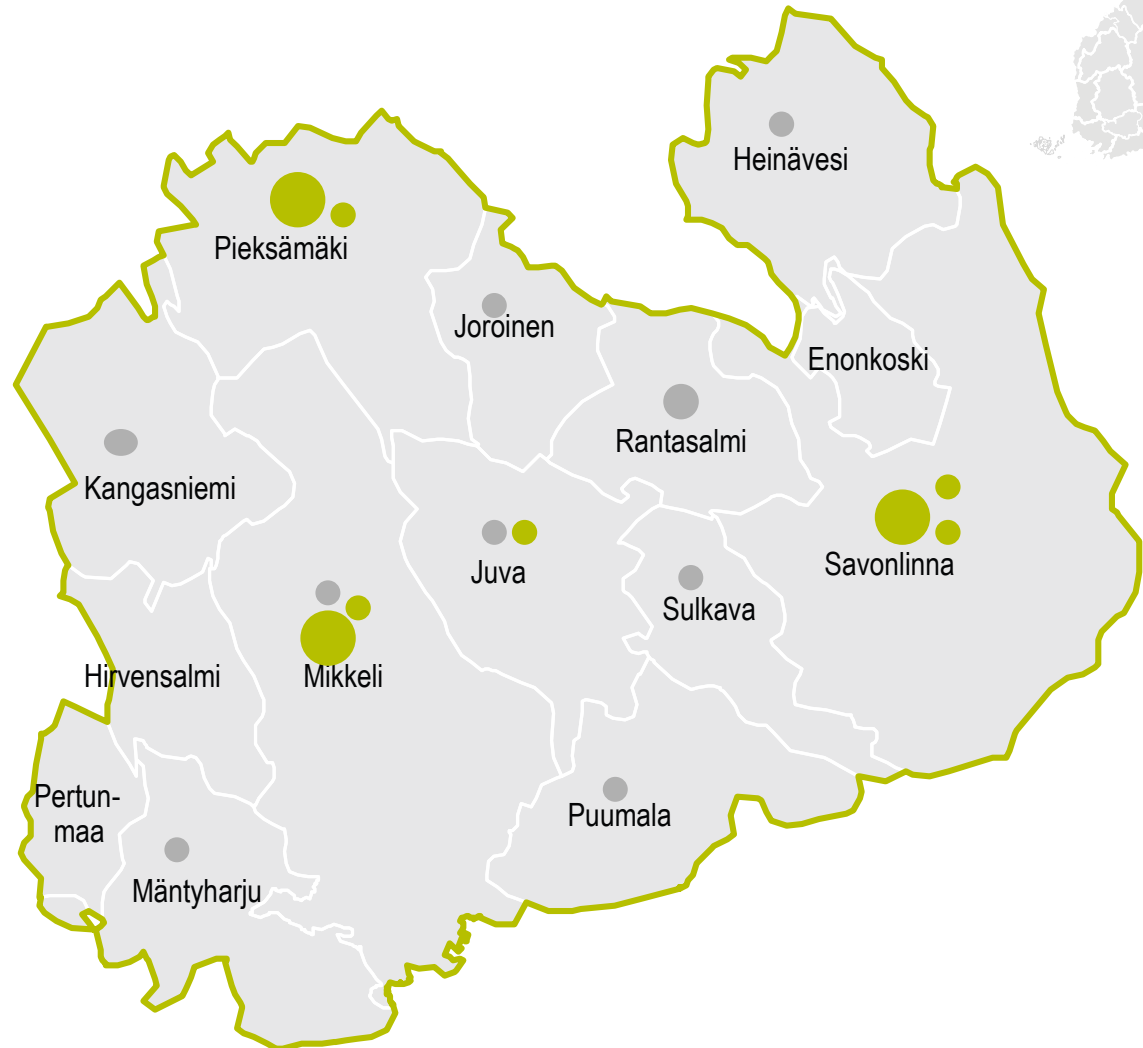 Heinävesi
Pieksämäki
Joroinen
Enonkoski
Rantasalmi
Kangasniemi
Savonlinna
Juva
Sulkava
Hirvensalmi
Mikkeli
Pertun-
maa
Puumala
Mäntyharju